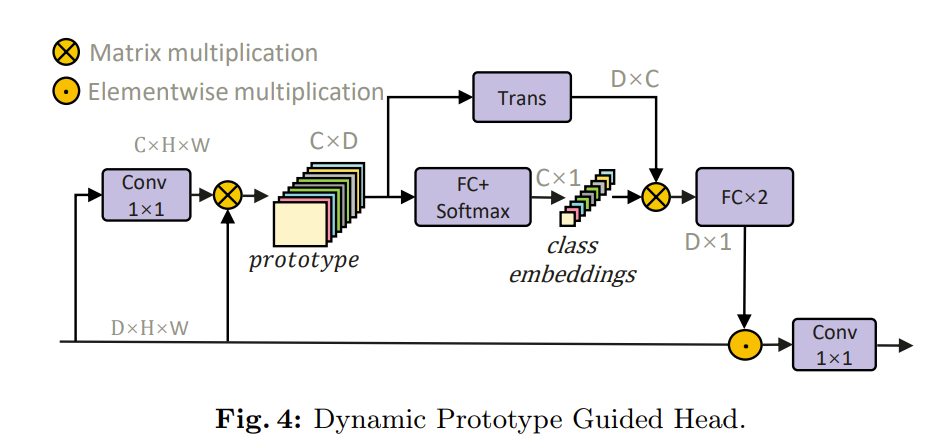 Matrix multiplication
Elementwise multiplication
Trans
D×C
C×H×W
C×D
Conv
1×1
prototype
FC+
Softmax
C×1
class
embeddings
FC×2
D×1
D×H×W
Conv
1×1
Fig. 4: Dynamic Prototype Guided Head.